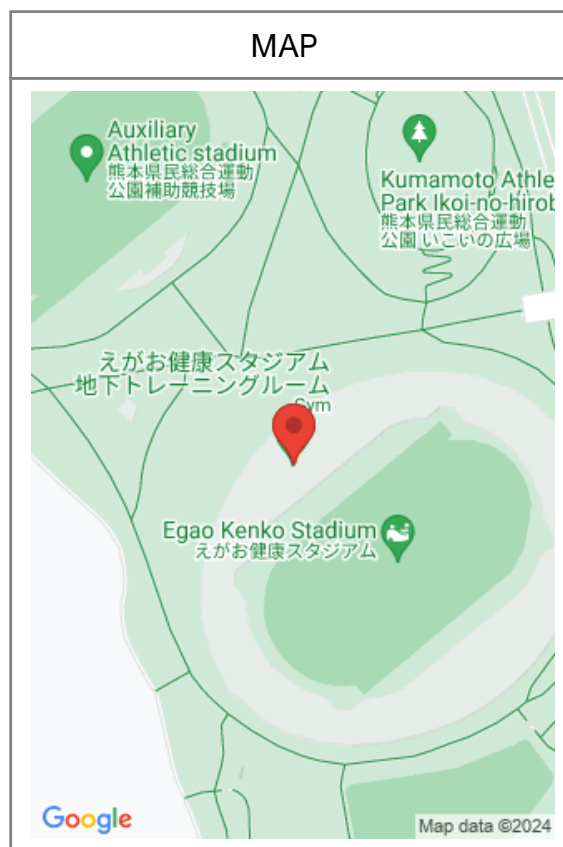 MAP
Auxiliary
Athletic stadium
熊本県民総合運動
公園補助競技場
Kumamoto Athle
Park Ikoi-no-hirob
熊本県民総合運動
公園 いこいの広場
えがお健康スタジアム
地下トレーニングルーム
Gym
Egao Kenko Stadium
えがお健康スタジアム
Google
Map data ©2024